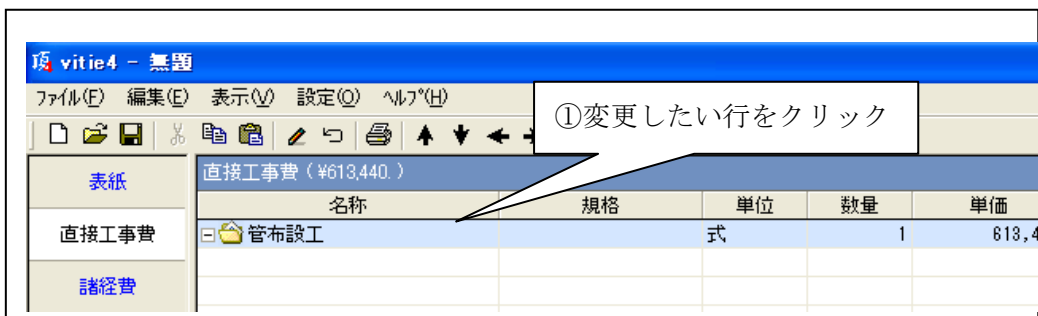 vitie4 - 無題
ファイル(F) 編集(E) 表示(V) 設定(O) ヘルプ(H)
①変更したい行をクリック
表紙
直接工事費
諸経費
直接工事費(¥613,440.)
名称 規格 単位 数量 単価
管布設工 式 1 613,4